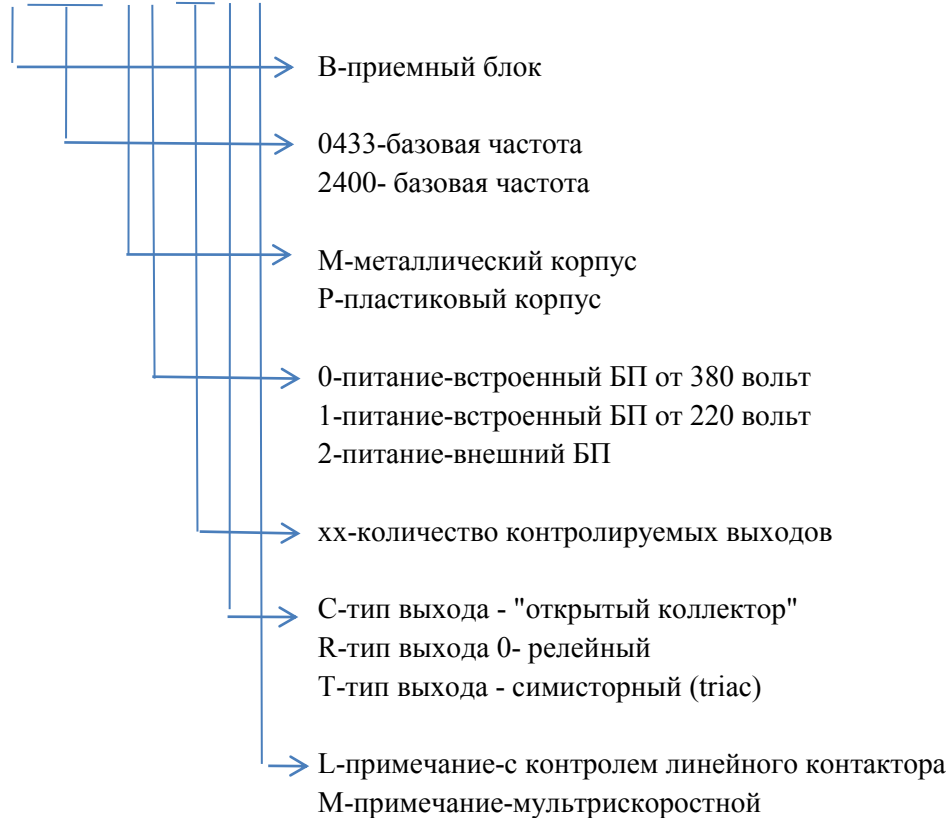 В-приемный блок
0433-базовая частота
2400- базовая частота
М-металлический корпус
Р-пластиковый корпус
0-питание-встроенный БП от 380 вольт
1-питание-встроенный БП от 220 вольт
2-питание-внешний БП
хх-количество контролируемых выходов
С-тип выхода - "открытый коллектор"
R-тип выхода 0- релейный
Т-тип выхода - симисторный (triac)
L-примечание-с контролем линейного контактора
М-примечание-мультрискоростной